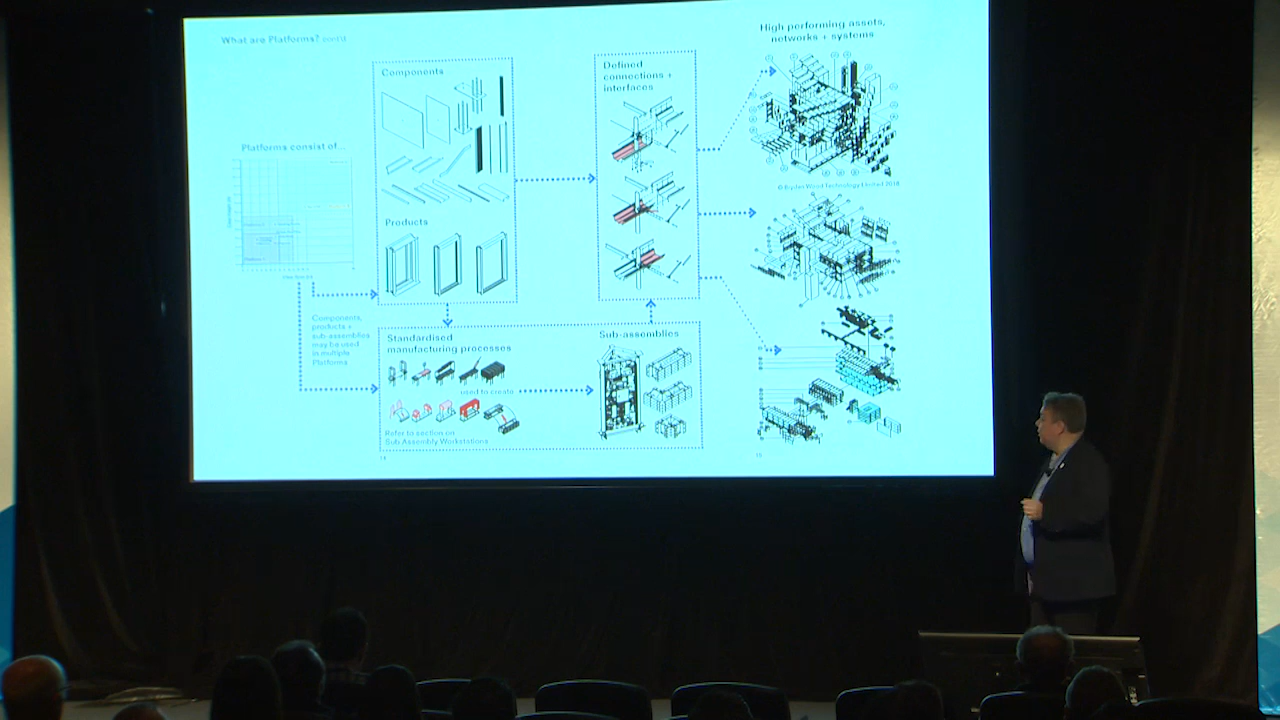 What are Platforms? cont'd
Platforms consist of...
Components,
products +
sub-assemblies
may be used
in multiple
Platforms
Components
Products
Standardised
manufacturing processes
used to create
Refer to section on
Sub Assembly Workstations
Sub-assemblies
Defined
connections +
interfaces
High performing assets,
networks + systems
© Bryden Wood Technology Limited 2018
14
15